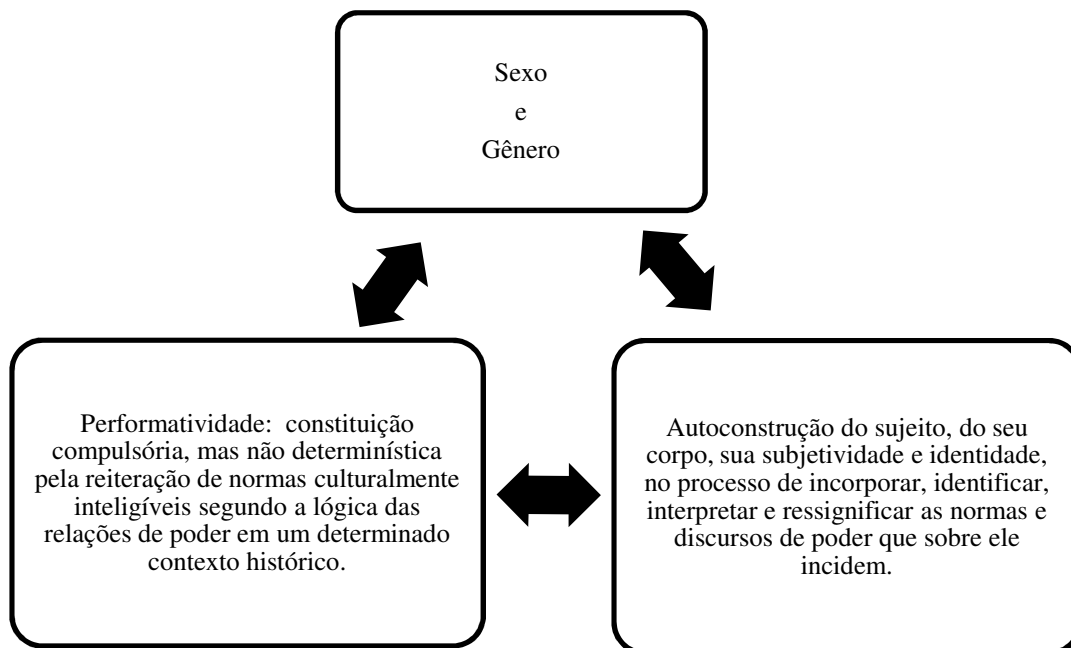 Sexo
e
Gênero
Performatividade: constituição
compulsória, mas não determinística
pela reiteração de normas culturalmente
inteligíveis segundo a lógica das
relações de poder em um determinado
contexto histórico.
Autoconstrução do sujeito, do seu
corpo, sua subjetividade e identidade,
no processo de incorporar, identificar,
interpretar e ressignificar as normas e
discursos de poder que sobre ele
incidem.